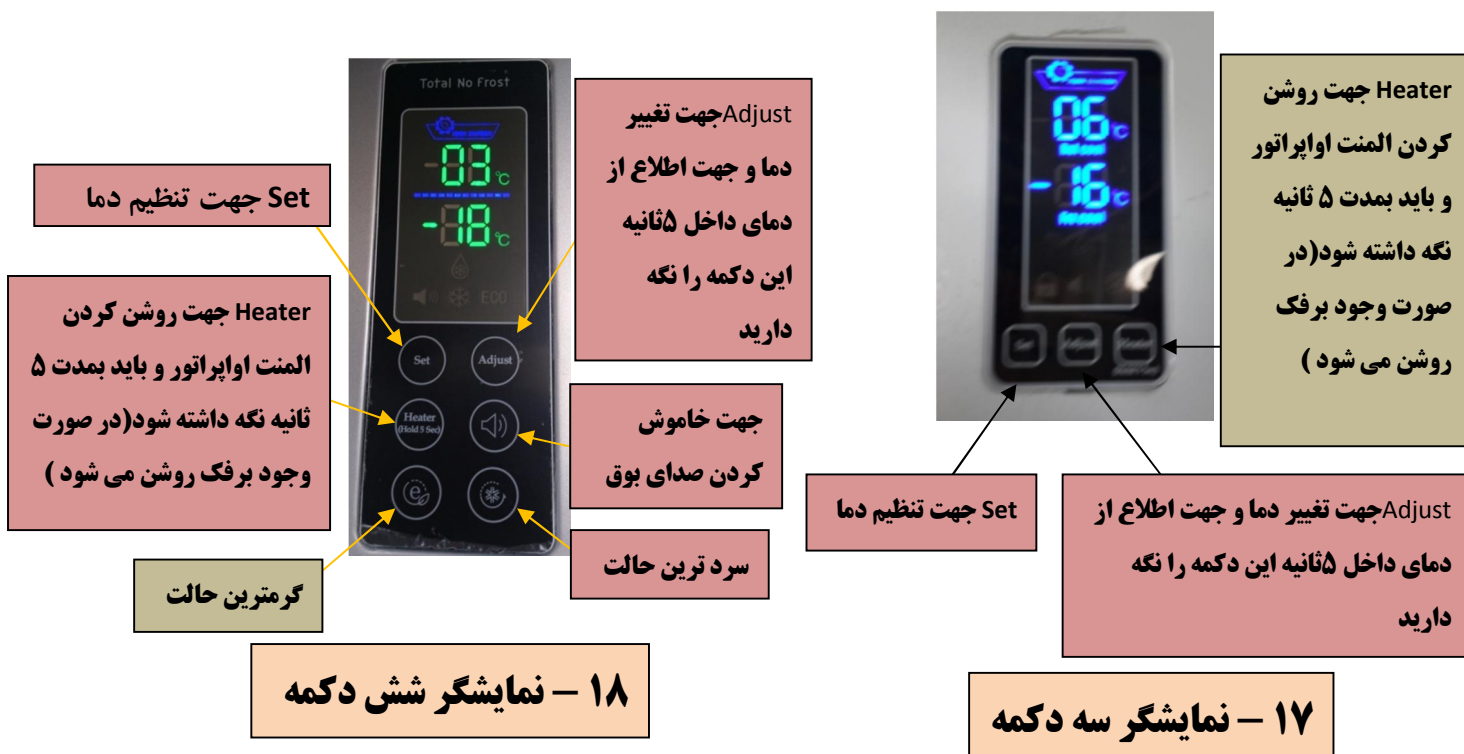 Heater جهت روشن
کردن المنت اواپراتور
و باید بمدت ۵ ثانیه
نگه داشته شود(در
صورت وجود برفک
روشن می شود )
06 °C
-16 °C
Set جهت تنظیم دما
Adjustجهت تغییر دما و جهت اطلاع از
دمای داخل ۵ثانیه این دکمه را نگه
دارید
۱۷ – نمایشگر سه دکمه
Total No Frost
03 °C
-18 °C
ECO
Set
Adjust
Heater
(Hold 5 Sec)
Adjustجهت تغییر
دما و جهت اطلاع از
دمای داخل ۵ثانیه
این دکمه را نگه
دارید
Set جهت تنظیم دما
Heater جهت روشن کردن
المنت اواپراتور و باید بمدت ۵
ثانیه نگه داشته شود(در صورت
وجود برفک روشن می شود )
جهت خاموش
کردن صدای بوق
سرد ترین حالت
گرمترین حالت
۱۸ – نمایشگر شش دکمه